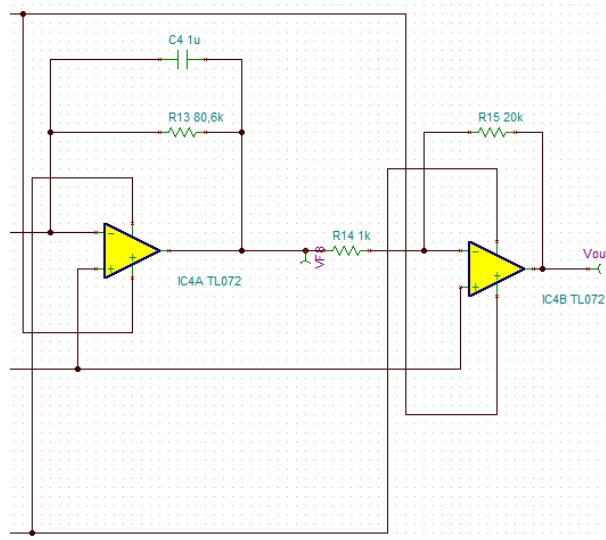 C4 1u
R13 80,6k
R15 20k
R14 1k
VF8
Vou
IC4A TL072
IC4B TL072